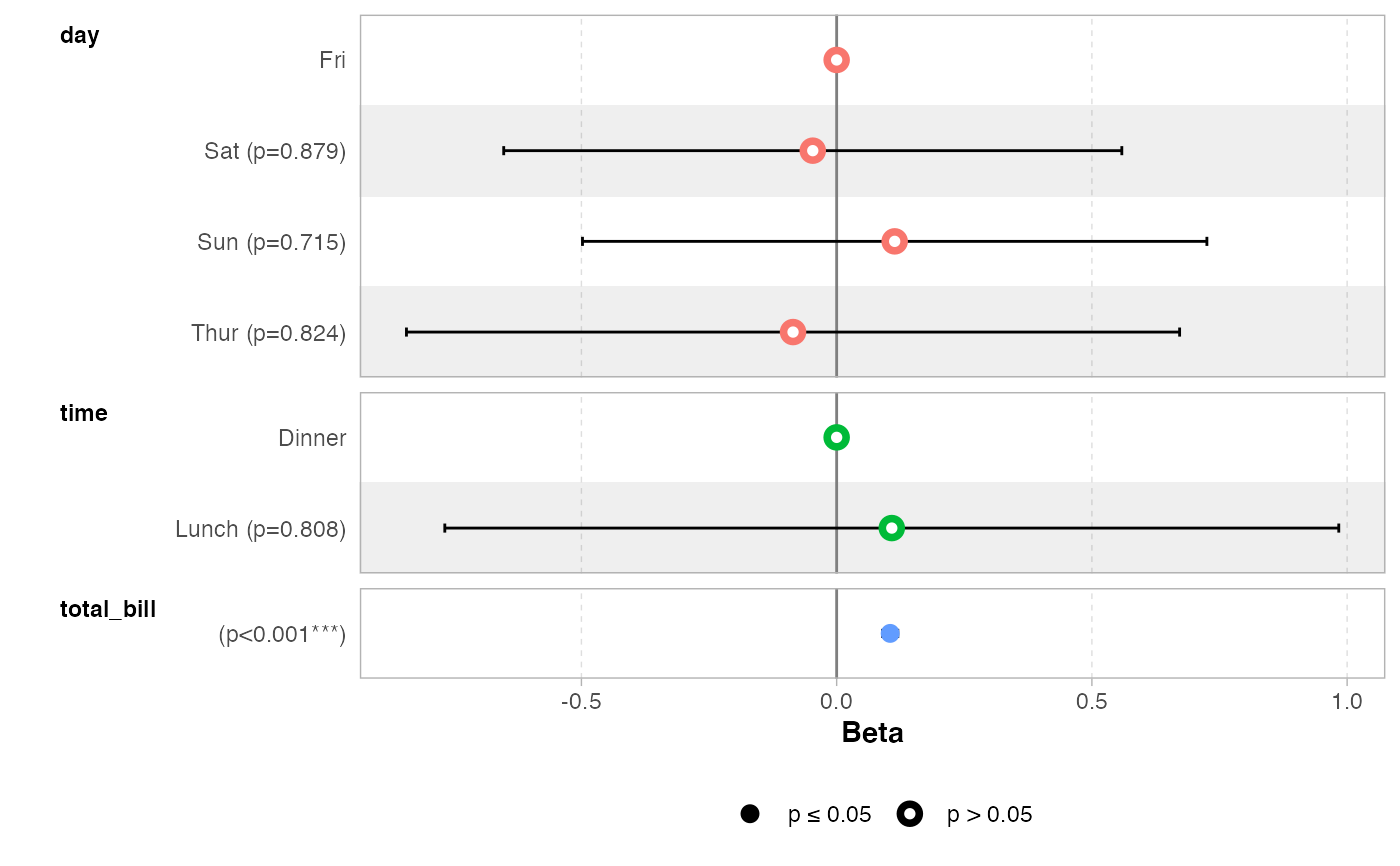 day
Fri
Sat (p=0.879)
Sun (p=0.715)
Thur (p=0.824)
time
Dinner
Lunch (p=0.808)
total_bill
(p<0.001***)
-0.5 0.0 0.5 1.0
Beta
p ≤ 0.05 p > 0.05